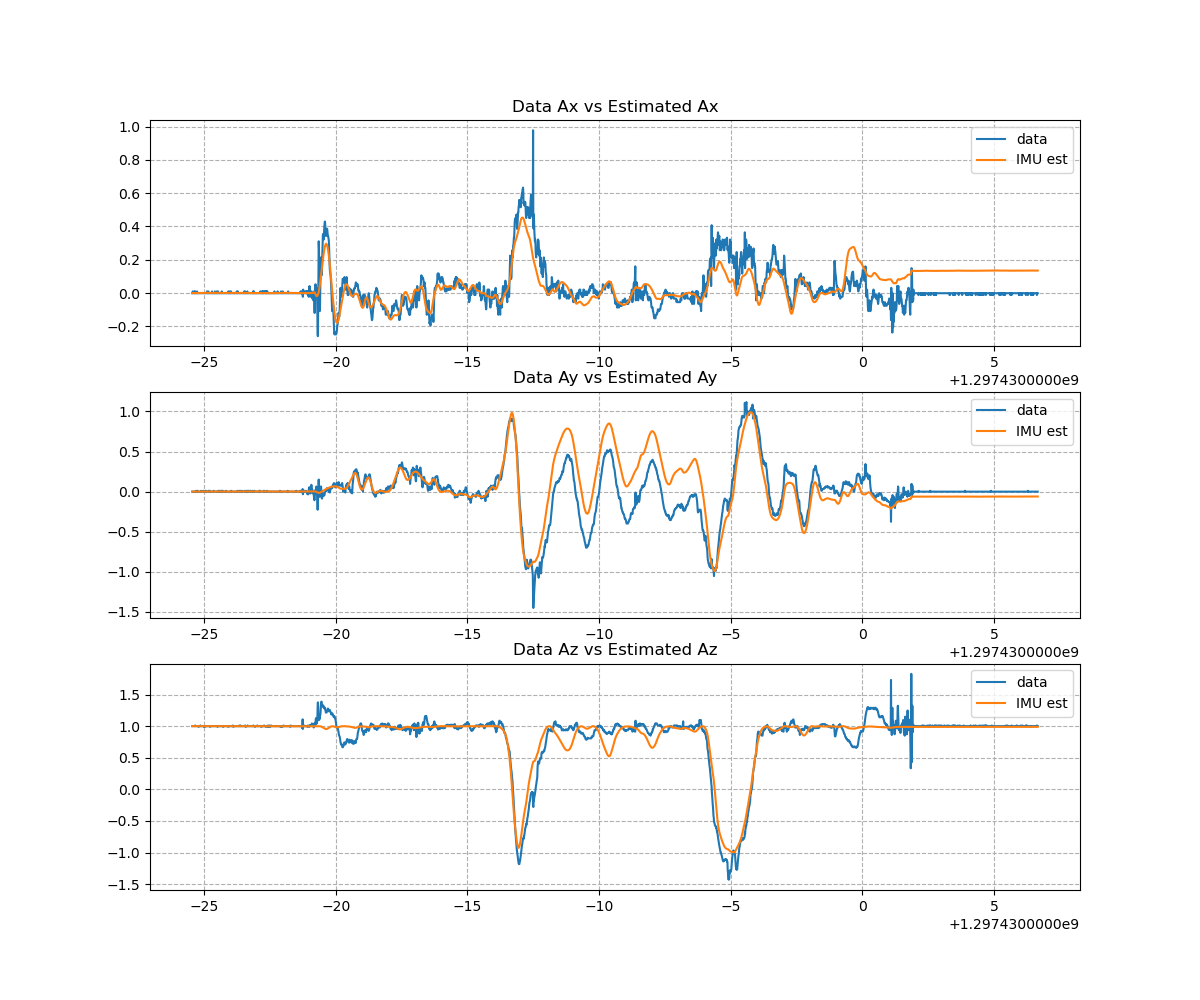 Data Ax vs Estimated Ax
1.0
0.8
0.6
0.4
0.2
0.0
−0.2
data
IMU est
−25 −20 −15 −10 −5 0 5
+1.2974300000e9
Data Ay vs Estimated Ay
1.0
0.5
0.0
−0.5
−1.0
−1.5
data
IMU est
−25 −20 −15 −10 −5 0 5
+1.2974300000e9
Data Az vs Estimated Az
1.5
1.0
0.5
0.0
−0.5
−1.0
−1.5
data
IMU est
−25 −20 −15 −10 −5 0 5
+1.2974300000e9